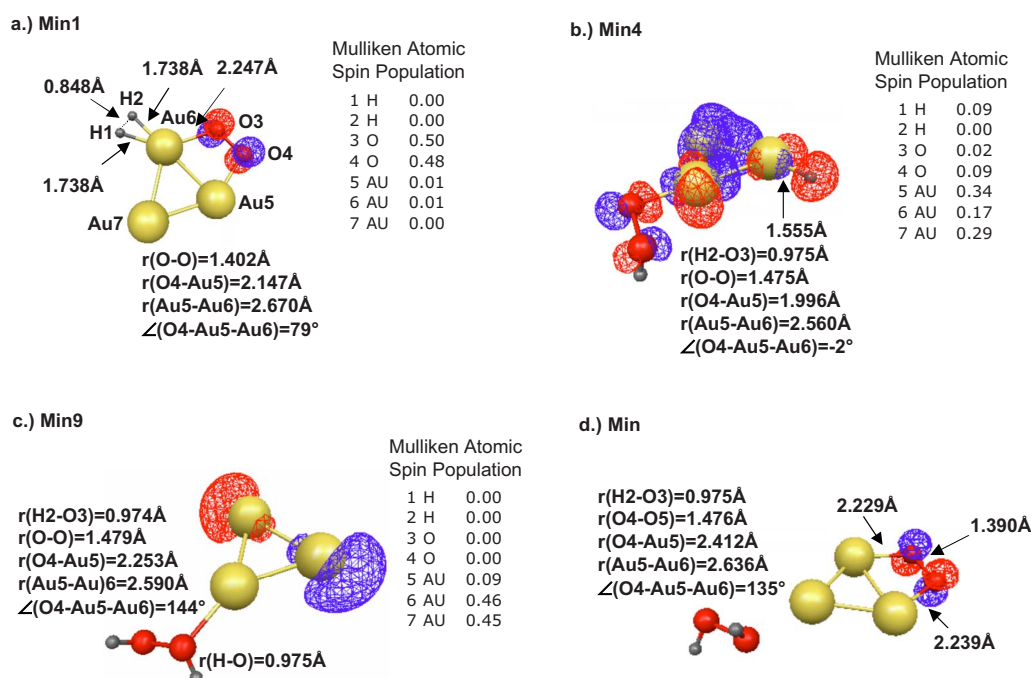 a.) Min1
Mulliken Atomic
Spin Population
1.738Å 2.247Å
0.848Å
H2
Au6 O3
H1
O4
1.738Å
Au7 Au5
1 H 0.00
2 H 0.00
3 O 0.50
4 O 0.48
5 AU 0.01
6 AU 0.01
7 AU 0.00
r(O-O)=1.402Å
r(O4-Au5)=2.147Å
r(Au5-Au6)=2.670Å
∠(O4-Au5-Au6)=79°
b.) Min4
Mulliken Atomic
Spin Population
1 H 0.09
2 H 0.00
3 O 0.02
4 O 0.09
5 AU 0.34
6 AU 0.17
7 AU 0.29
1.555Å
r(H2-O3)=0.975Å
r(O-O)=1.475Å
r(O4-Au5)=1.996Å
r(Au5-Au6)=2.560Å
∠(O4-Au5-Au6)=-2°
c.) Min9
Mulliken Atomic
Spin Population
1 H 0.00
2 H 0.00
3 O 0.00
4 O 0.00
5 AU 0.09
6 AU 0.46
7 AU 0.45
r(H2-O3)=0.974Å
r(O-O)=1.479Å
r(O4-Au5)=2.253Å
r(Au5-Au)6=2.590Å
∠(O4-Au5-Au6)=144°
r(H-O)=0.975Å
d.) Min
r(H2-O3)=0.975Å
r(O4-O5)=1.476Å
r(O4-Au5)=2.412Å
r(Au5-Au6)=2.636Å
∠(O4-Au5-Au6)=135°
2.229Å
1.390Å
2.239Å